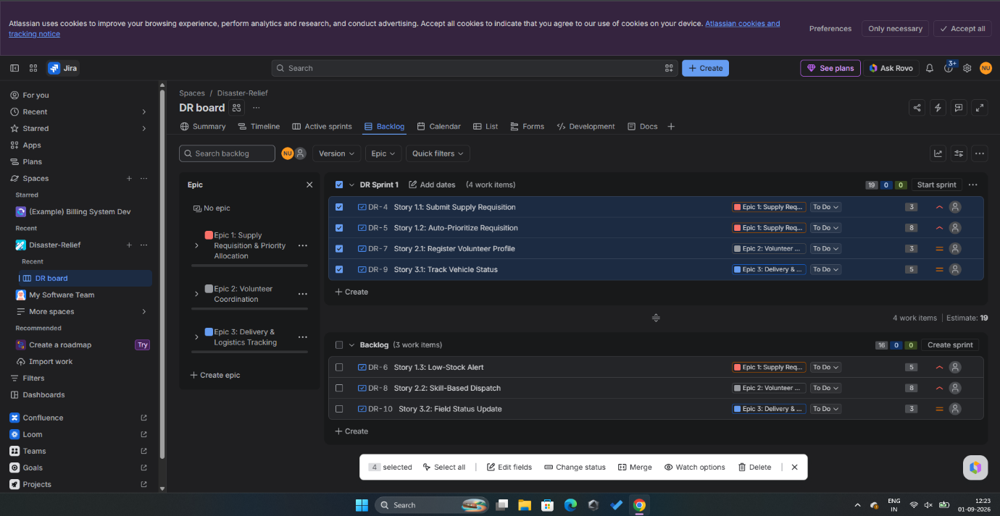 Atlassian uses cookies to improve your browsing experience, perform analytics and research, and conduct advertising. Accept all cookies to indicate that you agree to our use of cookies on your device. Atlassian cookies and
tracking notice
Preferences
Only necessary
Accept all
Jira
Search
Create
See plans
Ask Rovo
3+
NU
For you
Recent
Starred
Apps
Plans
Spaces
Starred
(Example) Billing System Dev
Recent
Disaster-Relief
Recent
DR board
My Software Team
More spaces
Recommended
Create a roadmap Try
Import work
Filters
Dashboards
Confluence
Loom
Teams
Goals
Projects
Spaces / Disaster-Relief
DR board
Summary Timeline Active sprints Backlog Calendar List Forms Development Docs
Search backlog NU Version Epic Quick filters
Epic
No epic
Epic 1: Supply
Requisition & Priority
Allocation
Epic 2: Volunteer
Coordination
Epic 3: Delivery &
Logistics Tracking
Create epic
DR Sprint 1 Add dates (4 work items) 19 0 0 Start sprint
DR-4 Story 1.1: Submit Supply Requisition Epic 1: Supply Req... To Do 3
DR-5 Story 1.2: Auto-Prioritize Requisition Epic 1: Supply Req... To Do 8
DR-7 Story 2.1: Register Volunteer Profile Epic 2: Volunteer ... To Do 3
DR-9 Story 3.1: Track Vehicle Status Epic 3: Delivery & ... To Do 5
Create
4 work items Estimate: 19
Backlog (3 work items) 16 0 0 Create sprint
DR-6 Story 1.3: Low-Stock Alert Epic 1: Supply Req... To Do 5
DR-8 Story 2.2: Skill-Based Dispatch Epic 2: Volunteer ... To Do 8
DR-10 Story 3.2: Field Status Update Epic 3: Delivery & ... To Do 3
Create
4 selected Select all Edit fields Change status Merge Watch options Delete
Search
ENG
IN
12:23
01-09-2026